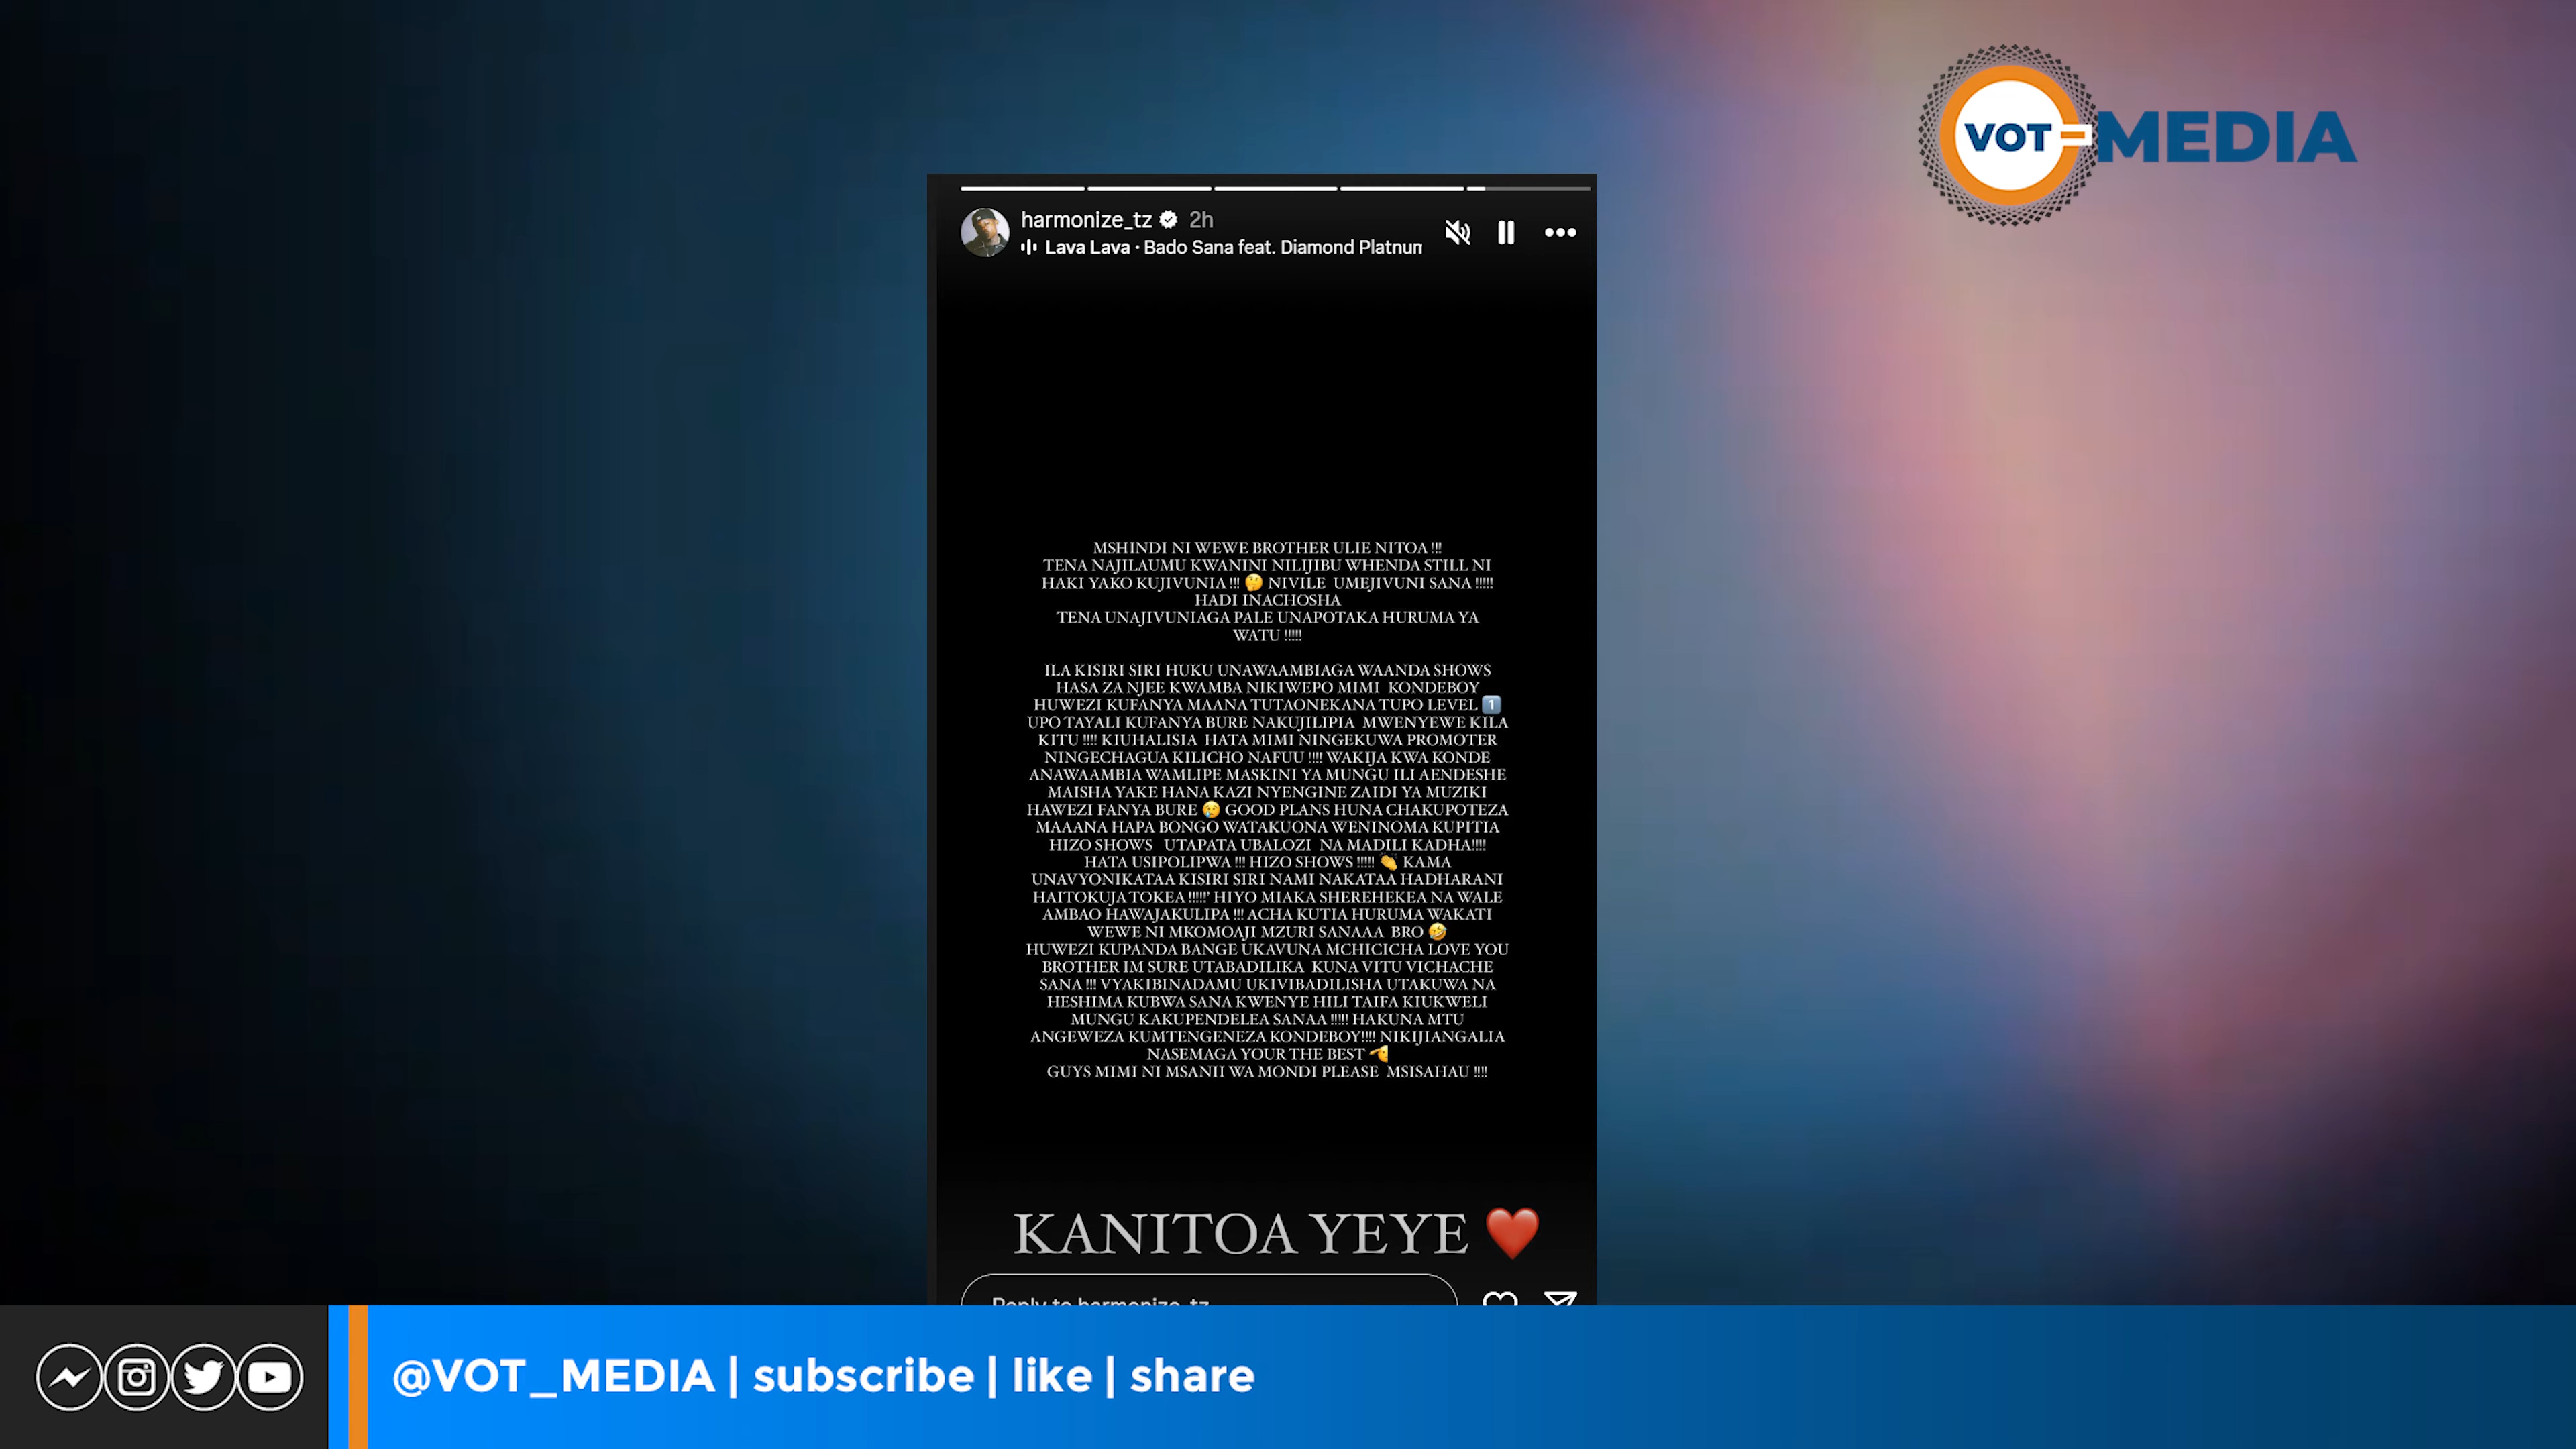 VOT MEDIA
harmonize_tz 2h
Lava Lava · Bado Sana feat. Diamond Platnum
MSHINDI NI WEWE BROTHER ULIE NITOA !!!
TENA NAJILAUMU KWANINI NILIJIBU WHENDA STILL NI
HAKI YAKO KUJIVUNIA !!! 🤔 NIVILE UMEJIVUNI SANA !!!!!
HADI INACHOSHA
TENA UNAJIVUNIAGA PALE UNAPOTAKA HURUMA YA
WATU !!!!!
ILA KISIRI SIRI HUKU UNAWAAMBIAGA WAANDA SHOWS
HASA ZA NJEE KWAMBA NIKIWEPO MIMI KONDEBOY
HUWEZI KUFANYA MAANA TUTAONEKANA TUPO LEVEL 1️⃣
UPO TAYALI KUFANYA BURE NAKUJILIPIA MWENYEWE KILA
KITU !!!! KIUHALISIA HATA MIMI NINGEKUWA PROMOTER
NINGECHAGUA KILICHO NAFUU !!!! WAKIJA KWA KONDE
ANAWAAMBIA WAMLIPE MASKINI YA MUNGU ILI AENDESHE
MAISHA YAKE HANA KAZI NYENGINE ZAIDI YA MUZIKI
HAWEZI FANYA BURE 😢 GOOD PLANS HUNA CHAKUPOTEZA
MAAANA HAPA BONGO WATAKUONA WENINOMA KUPITIA
HIZO SHOWS UTAPATA UBALOZI NA MADILI KADHA!!!!
HATA USIPOLIPWA !!! HIZO SHOWS !!!!! 👏 KAMA
UNAVYONIKATAA KISIRI SIRI NAMI NAKATAA HADHARANI
HAITOKUJA TOKEA !!!!!' HIYO MIAKA SHEREHEKEA NA WALE
AMBAO HAWAJAKULIPA !!! ACHA KUTIA HURUMA WAKATI
WEWE NI MKOMOAJI MZURI SANAAA BRO 🤣
HUWEZI KUPANDA BANGE UKAVUNA MCHICICHA LOVE YOU
BROTHER IM SURE UTABADILIKA KUNA VITU VICHACHE
SANA !!! VYAKIBINADAMU UKIVIBADILISHA UTAKUWA NA
HESHIMA KUBWA SANA KWENYE HILI TAIFA KIUKWELI
MUNGU KAKUPENDELEA SANAA !!!!! HAKUNA MTU
ANGEWEZA KUMTENGENEZA KONDEBOY!!!! NIKIJIANGALIA
NASEMAGA YOUR THE BEST 🫡
GUYS MIMI NI MSANII WA MONDI PLEASE MSISAHAU !!!!
KANITOA YEYE ❤️
Reply to harmonize_tz
@VOT_MEDIA | subscribe | like | share